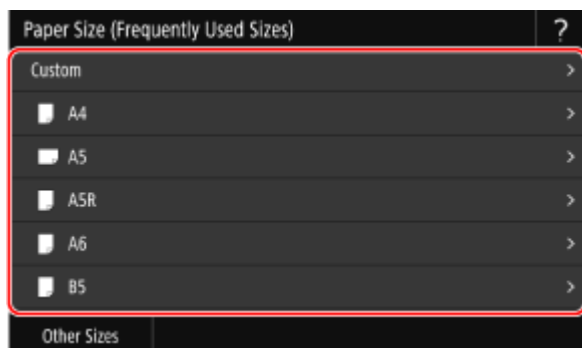 Paper Size (Frequently Used Sizes) ?
Custom >
A4 >
A5 >
A5R >
A6 >
B5 >
Other Sizes